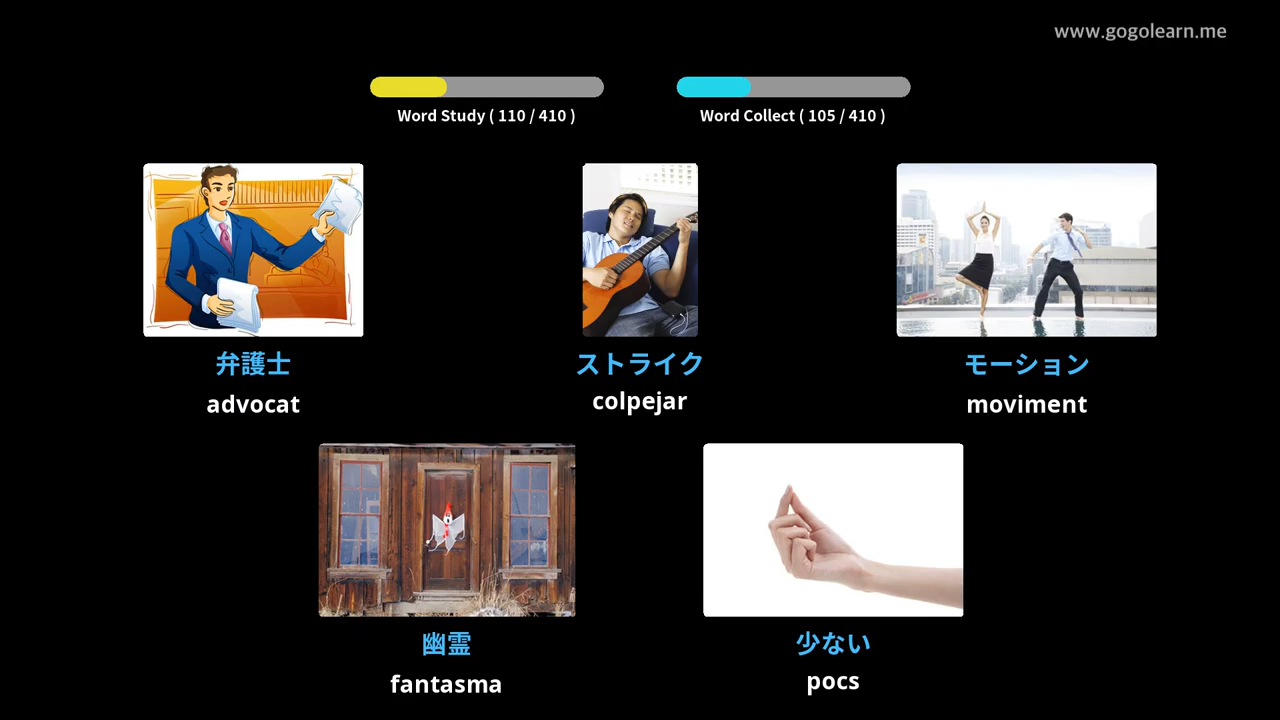 www.gogolearn.me
Word Study ( 110 / 410 )
Word Collect ( 105 / 410 )
弁護士
advocat
ストライク
colpejar
モーション
moviment
幽霊
fantasma
少ない
pocs